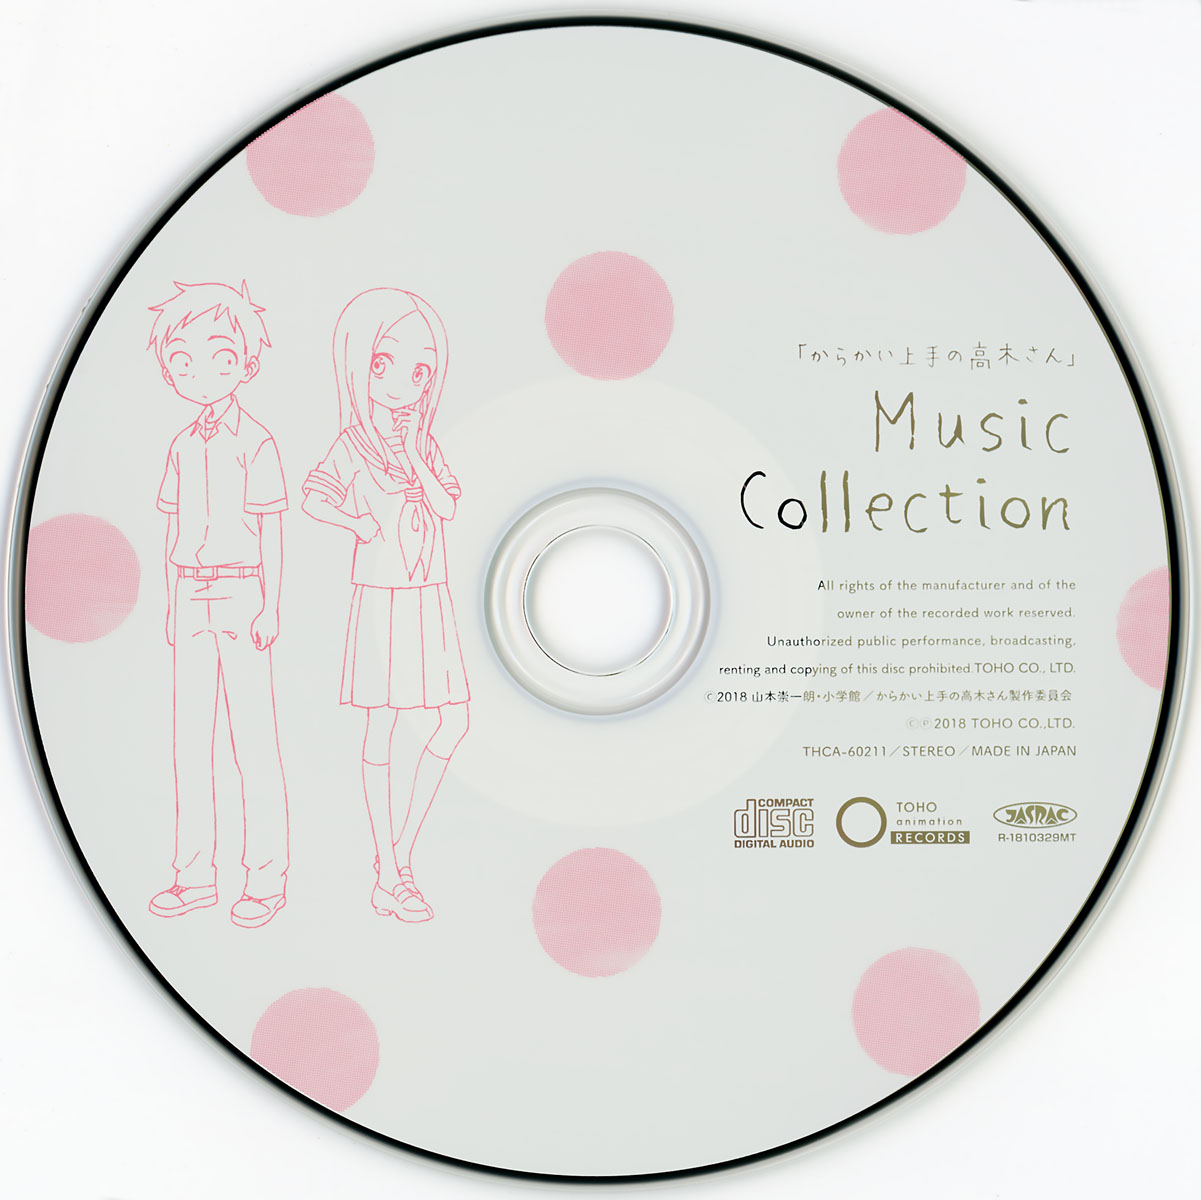 「からかい上手の高木さん」
Music
Collection
All rights of the manufacturer and of the
owner of the recorded work reserved.
Unauthorized public performance, broadcasting,
renting and copying of this disc prohibited.TOHO CO., LTD.
Ⓒ2018 山本崇一朗・小学館／からかい上手の高木さん製作委員会
ⒸⓅ2018 TOHO CO.,LTD.
THCA-60211／STEREO／MADE IN JAPAN
COMPACT
disc
DIGITAL AUDIO
TOHO
animation
RECORDS
JASRAC
R-1810329MT